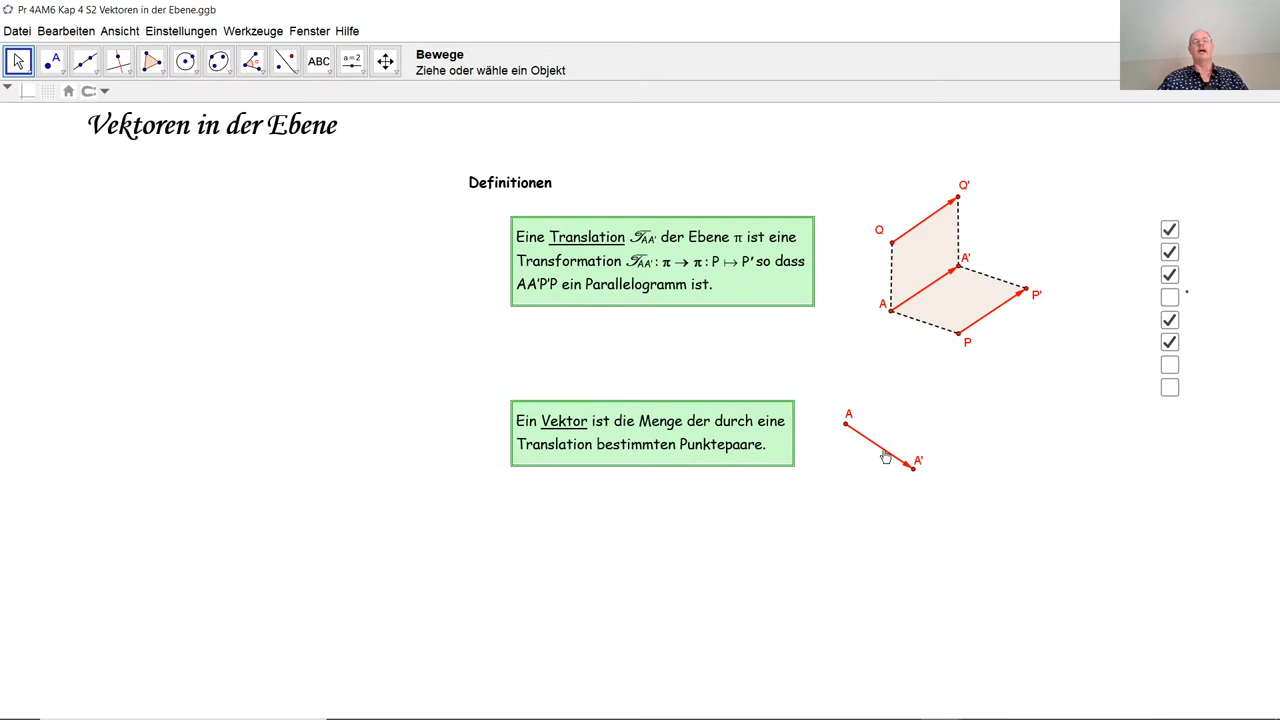 Pr 4AM6 Kap 4 S2 Vektoren in der Ebene.ggb
Datei Bearbeiten Ansicht Einstellungen Werkzeuge Fenster Hilfe
A
ABC
a=2
Bewege
Ziehe oder wähle ein Objekt
Vektoren in der Ebene
Definitionen
Eine Translation 𝒯AA' der Ebene π ist eine
Transformation 𝒯AA' : π → π : P ↦ P' so dass
AA'P'P ein Parallelogramm ist.
Q'
Q
A'
A
P'
P
Ein Vektor ist die Menge der durch eine
Translation bestimmten Punktepaare.
A
A'